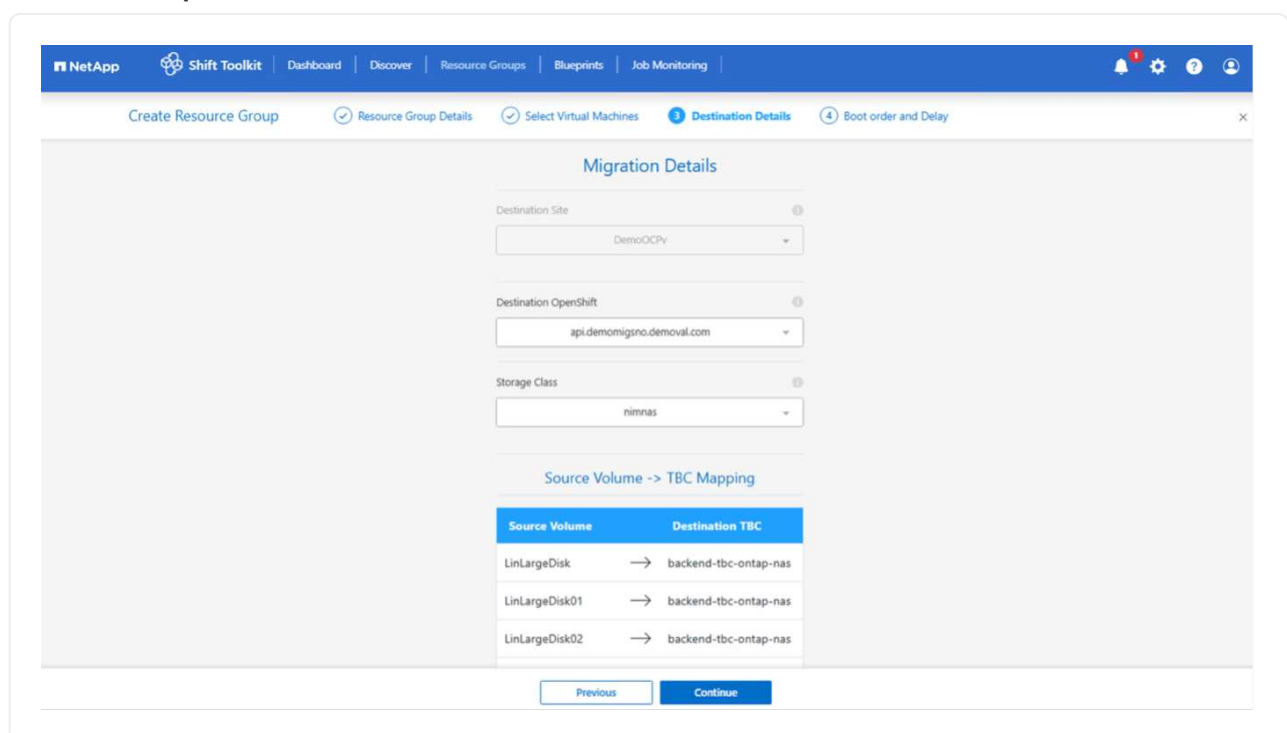 NetApp Shift Toolkit Dashboard Discover Resource Groups Blueprints Job Monitoring 1 ?
Create Resource Group Resource Group Details Select Virtual Machines 3 Destination Details 4 Boot order and Delay ×
Migration Details
Destination Site
DemoOCPv
Destination OpenShift
api.demomigsno.demoval.com
Storage Class
nimnas
Source Volume -> TBC Mapping
Source Volume Destination TBC
LinLargeDisk → backend-tbc-ontap-nas
LinLargeDisk01 → backend-tbc-ontap-nas
LinLargeDisk02 → backend-tbc-ontap-nas
Previous Continue